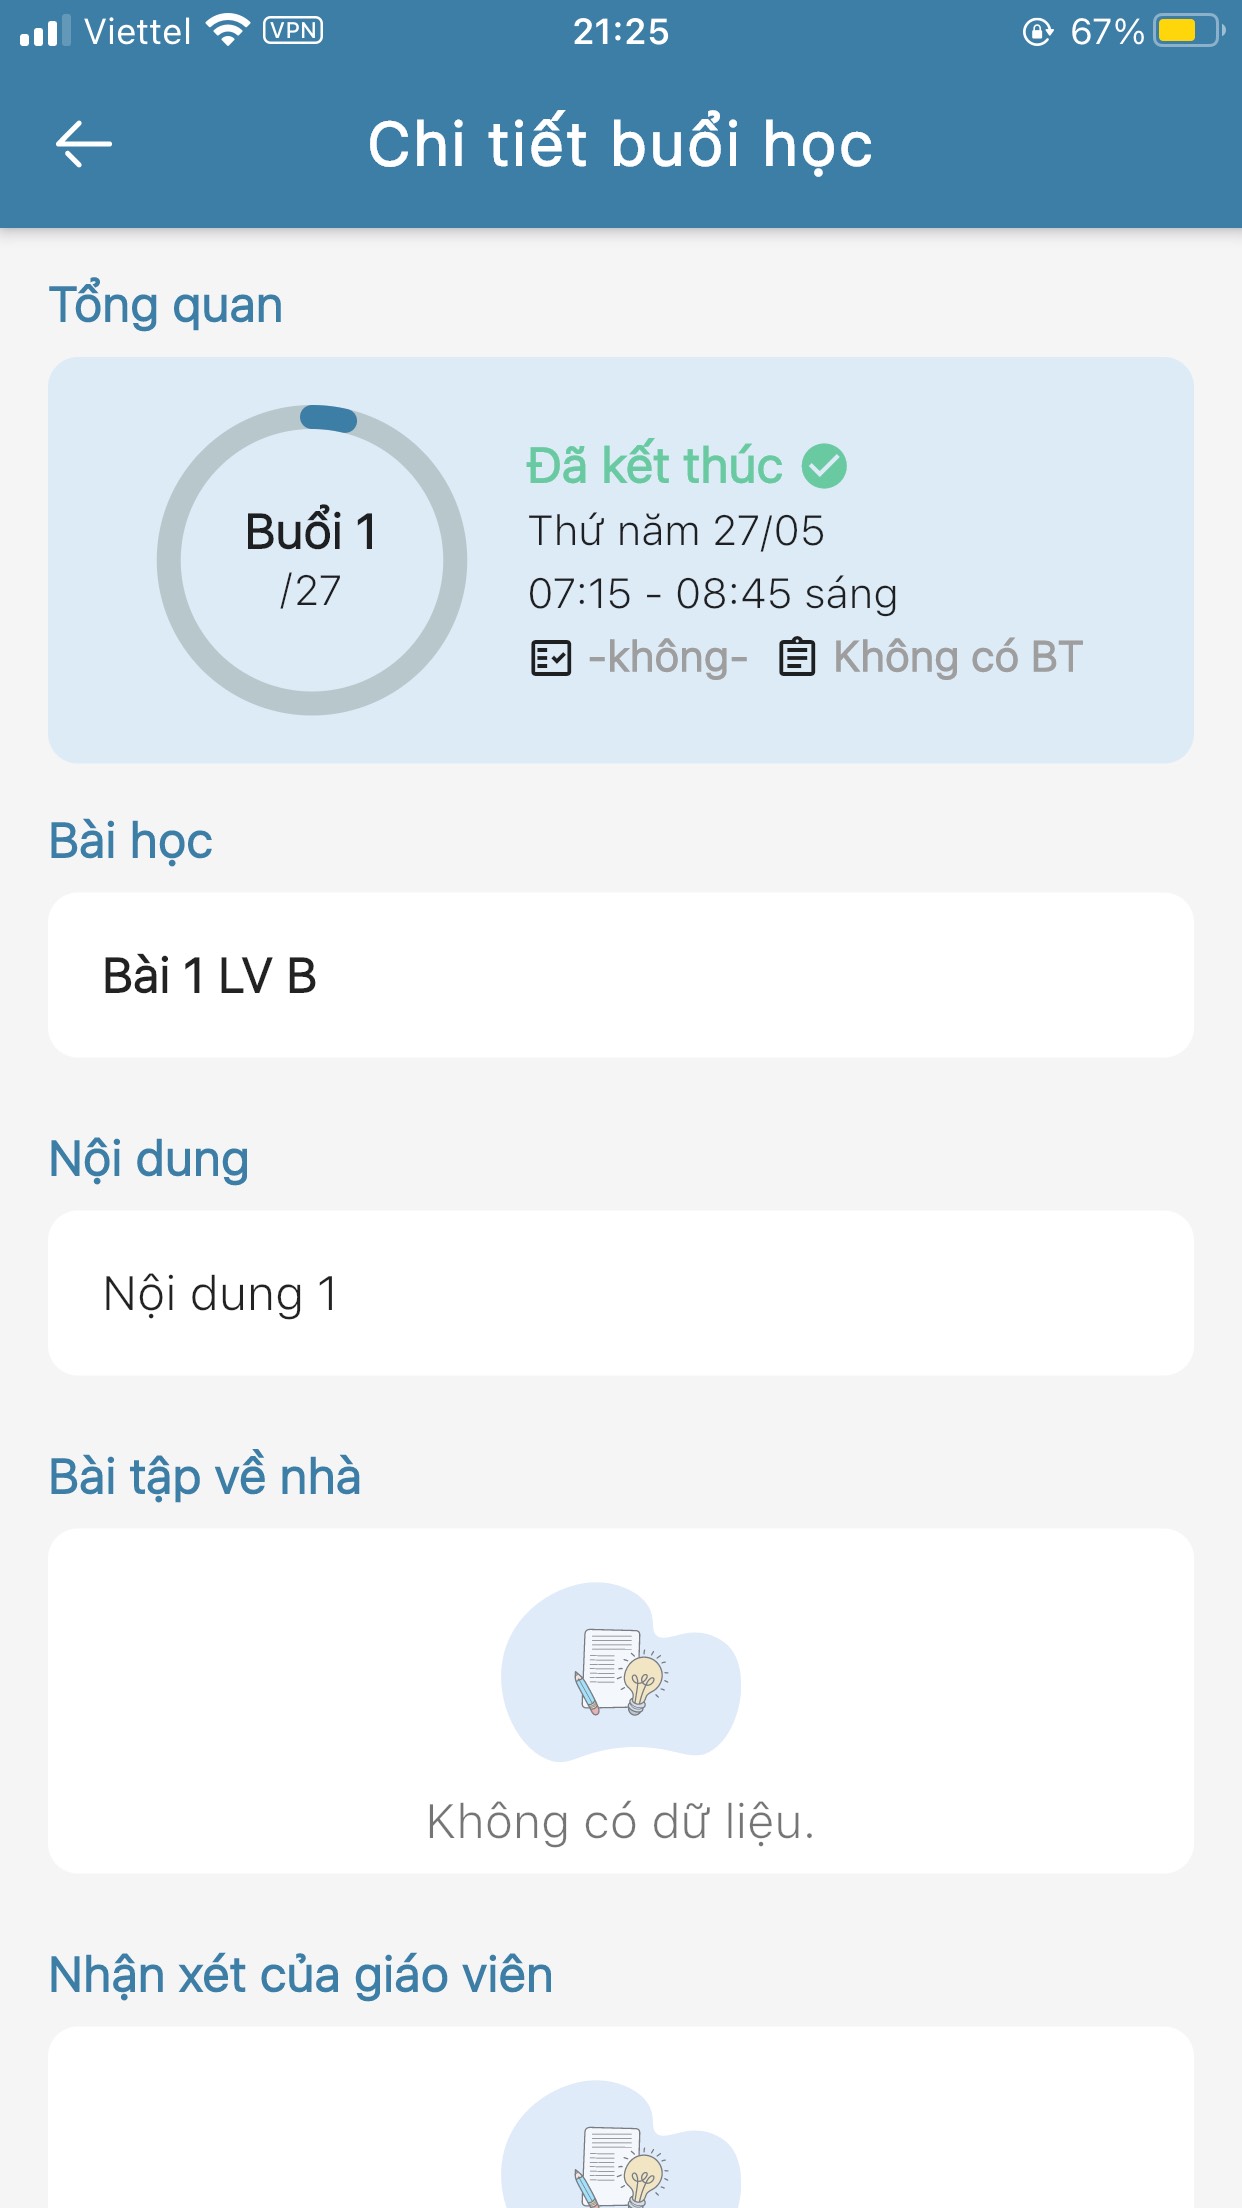 Viettel VPN 21:25 67%
Chi tiết buổi học
Tổng quan
Buổi 1
/27
Đã kết thúc
Thứ năm 27/05
07:15 - 08:45 sáng
-không- Không có BT
Bài học
Bài 1 LV B
Nội dung
Nội dung 1
Bài tập về nhà
Không có dữ liệu.
Nhận xét của giáo viên